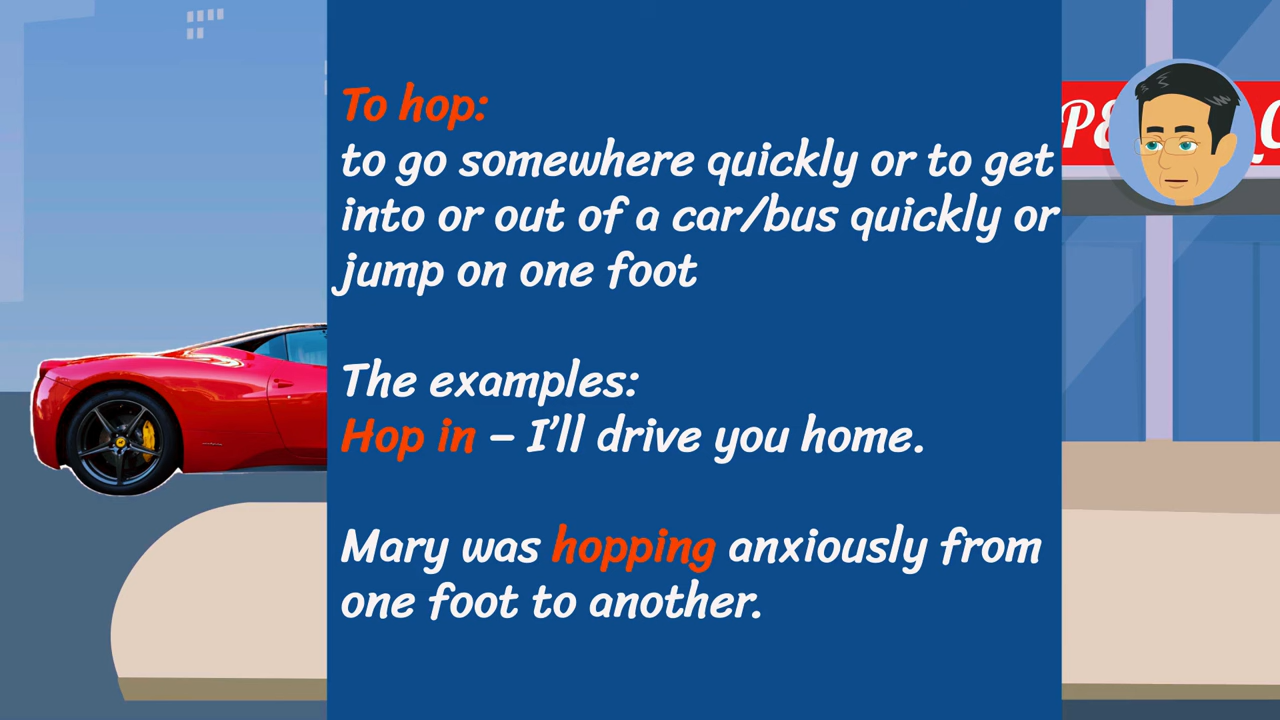 To hop:
to go somewhere quickly or to get
into or out of a car/bus quickly or
jump on one foot
The examples:
Hop in – I'll drive you home.
Mary was hopping anxiously from
one foot to another.